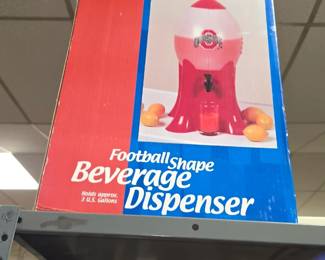 Football Shape
Beverage
Dispenser
Holds approx.
2 U.S. Gallons